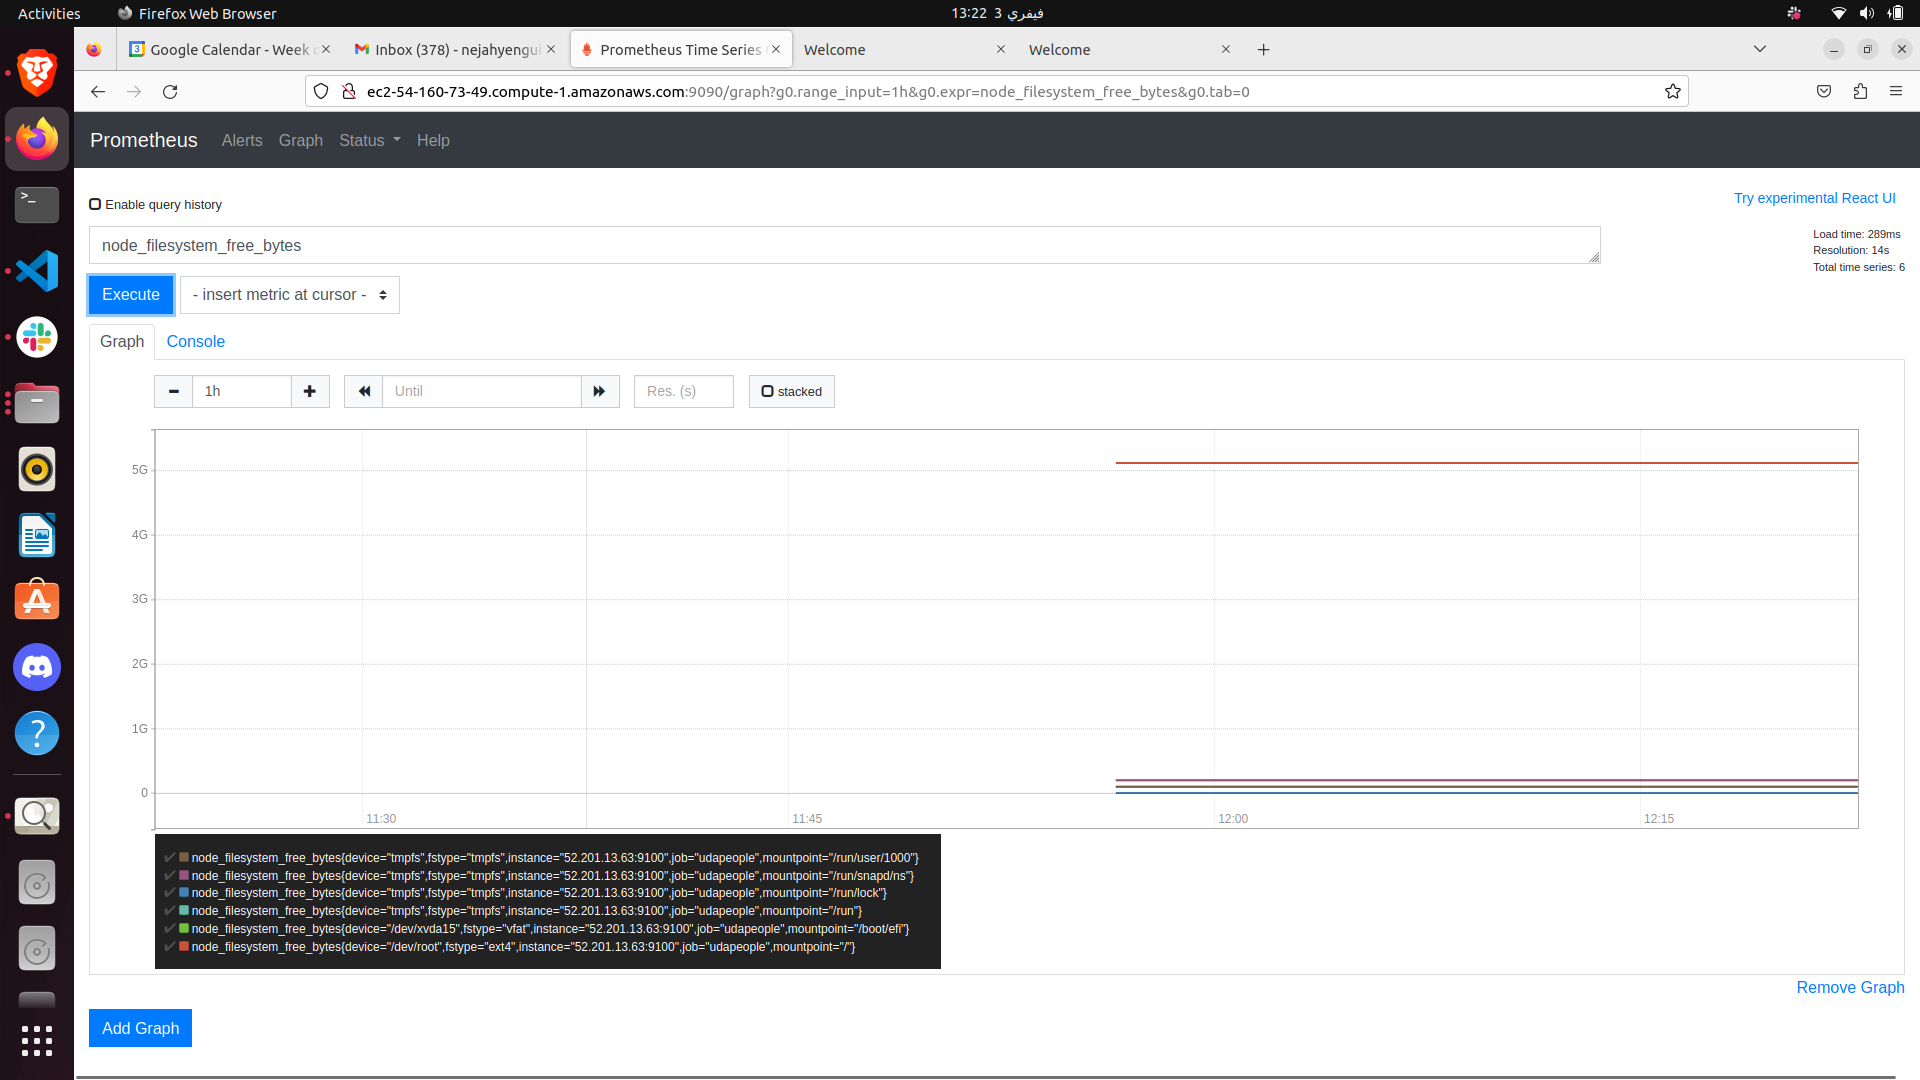 Activities
Firefox Web Browser
13:22 3 فيفري
Google Calendar - Week
Inbox (378) - nejahyengui
Prometheus Time Series
Welcome
Welcome
ec2-54-160-73-49.compute-1.amazonaws.com:9090/graph?g0.range_input=1h&g0.expr=node_filesystem_free_bytes&g0.tab=0
Prometheus
Alerts
Graph
Status
Help
Enable query history
Try experimental React UI
node_filesystem_free_bytes
Load time: 289ms
Resolution: 14s
Total time series: 6
Execute
- insert metric at cursor -
Graph
Console
1h
Until
Res. (s)
stacked
5G
4G
3G
2G
1G
0
11:30
11:45
12:00
12:15
node_filesystem_free_bytes{device="tmpfs",fstype="tmpfs",instance="52.201.13.63:9100",job="udapeople",mountpoint="/run/user/1000"}
node_filesystem_free_bytes{device="tmpfs",fstype="tmpfs",instance="52.201.13.63:9100",job="udapeople",mountpoint="/run/snapd/ns"}
node_filesystem_free_bytes{device="tmpfs",fstype="tmpfs",instance="52.201.13.63:9100",job="udapeople",mountpoint="/run/lock"}
node_filesystem_free_bytes{device="tmpfs",fstype="tmpfs",instance="52.201.13.63:9100",job="udapeople",mountpoint="/run"}
node_filesystem_free_bytes{device="/dev/xvda15",fstype="vfat",instance="52.201.13.63:9100",job="udapeople",mountpoint="/boot/efi"}
node_filesystem_free_bytes{device="/dev/root",fstype="ext4",instance="52.201.13.63:9100",job="udapeople",mountpoint="/"}
Remove Graph
Add Graph